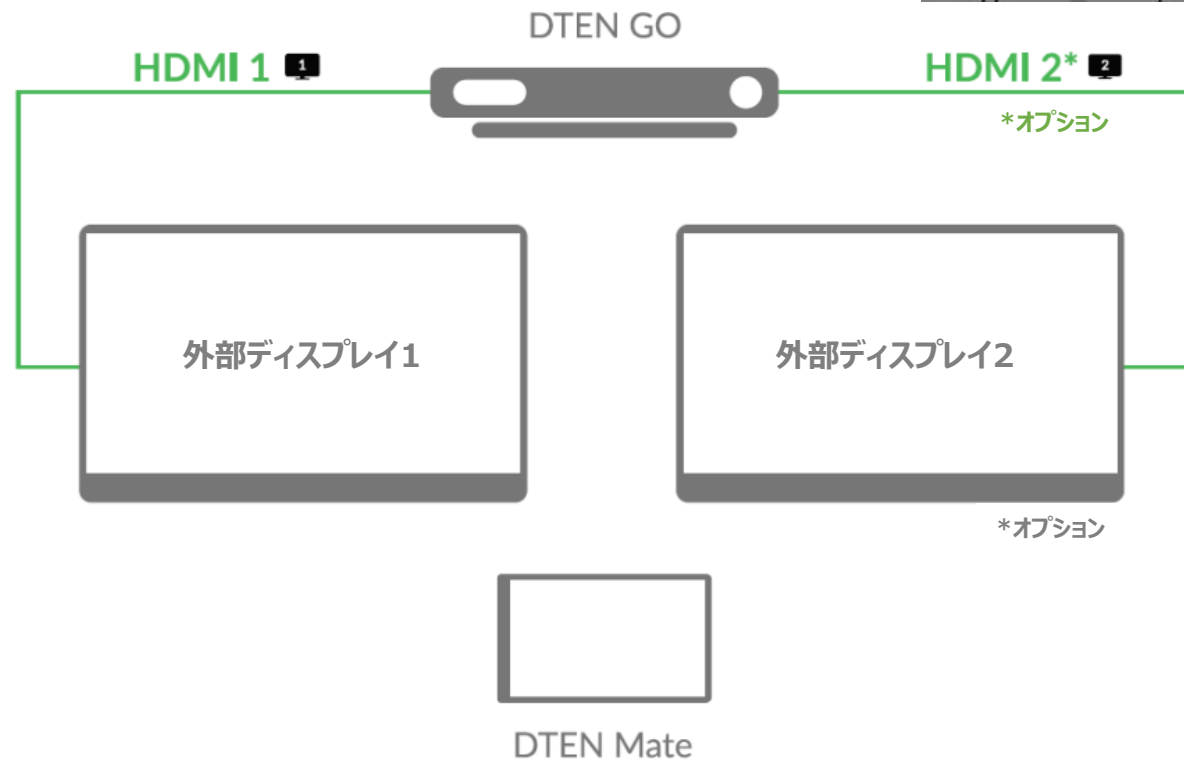 DTEN GO
HDMI 1 1
HDMI 2* 2
*オプション
外部ディスプレイ1
外部ディスプレイ2
*オプション
DTEN Mate